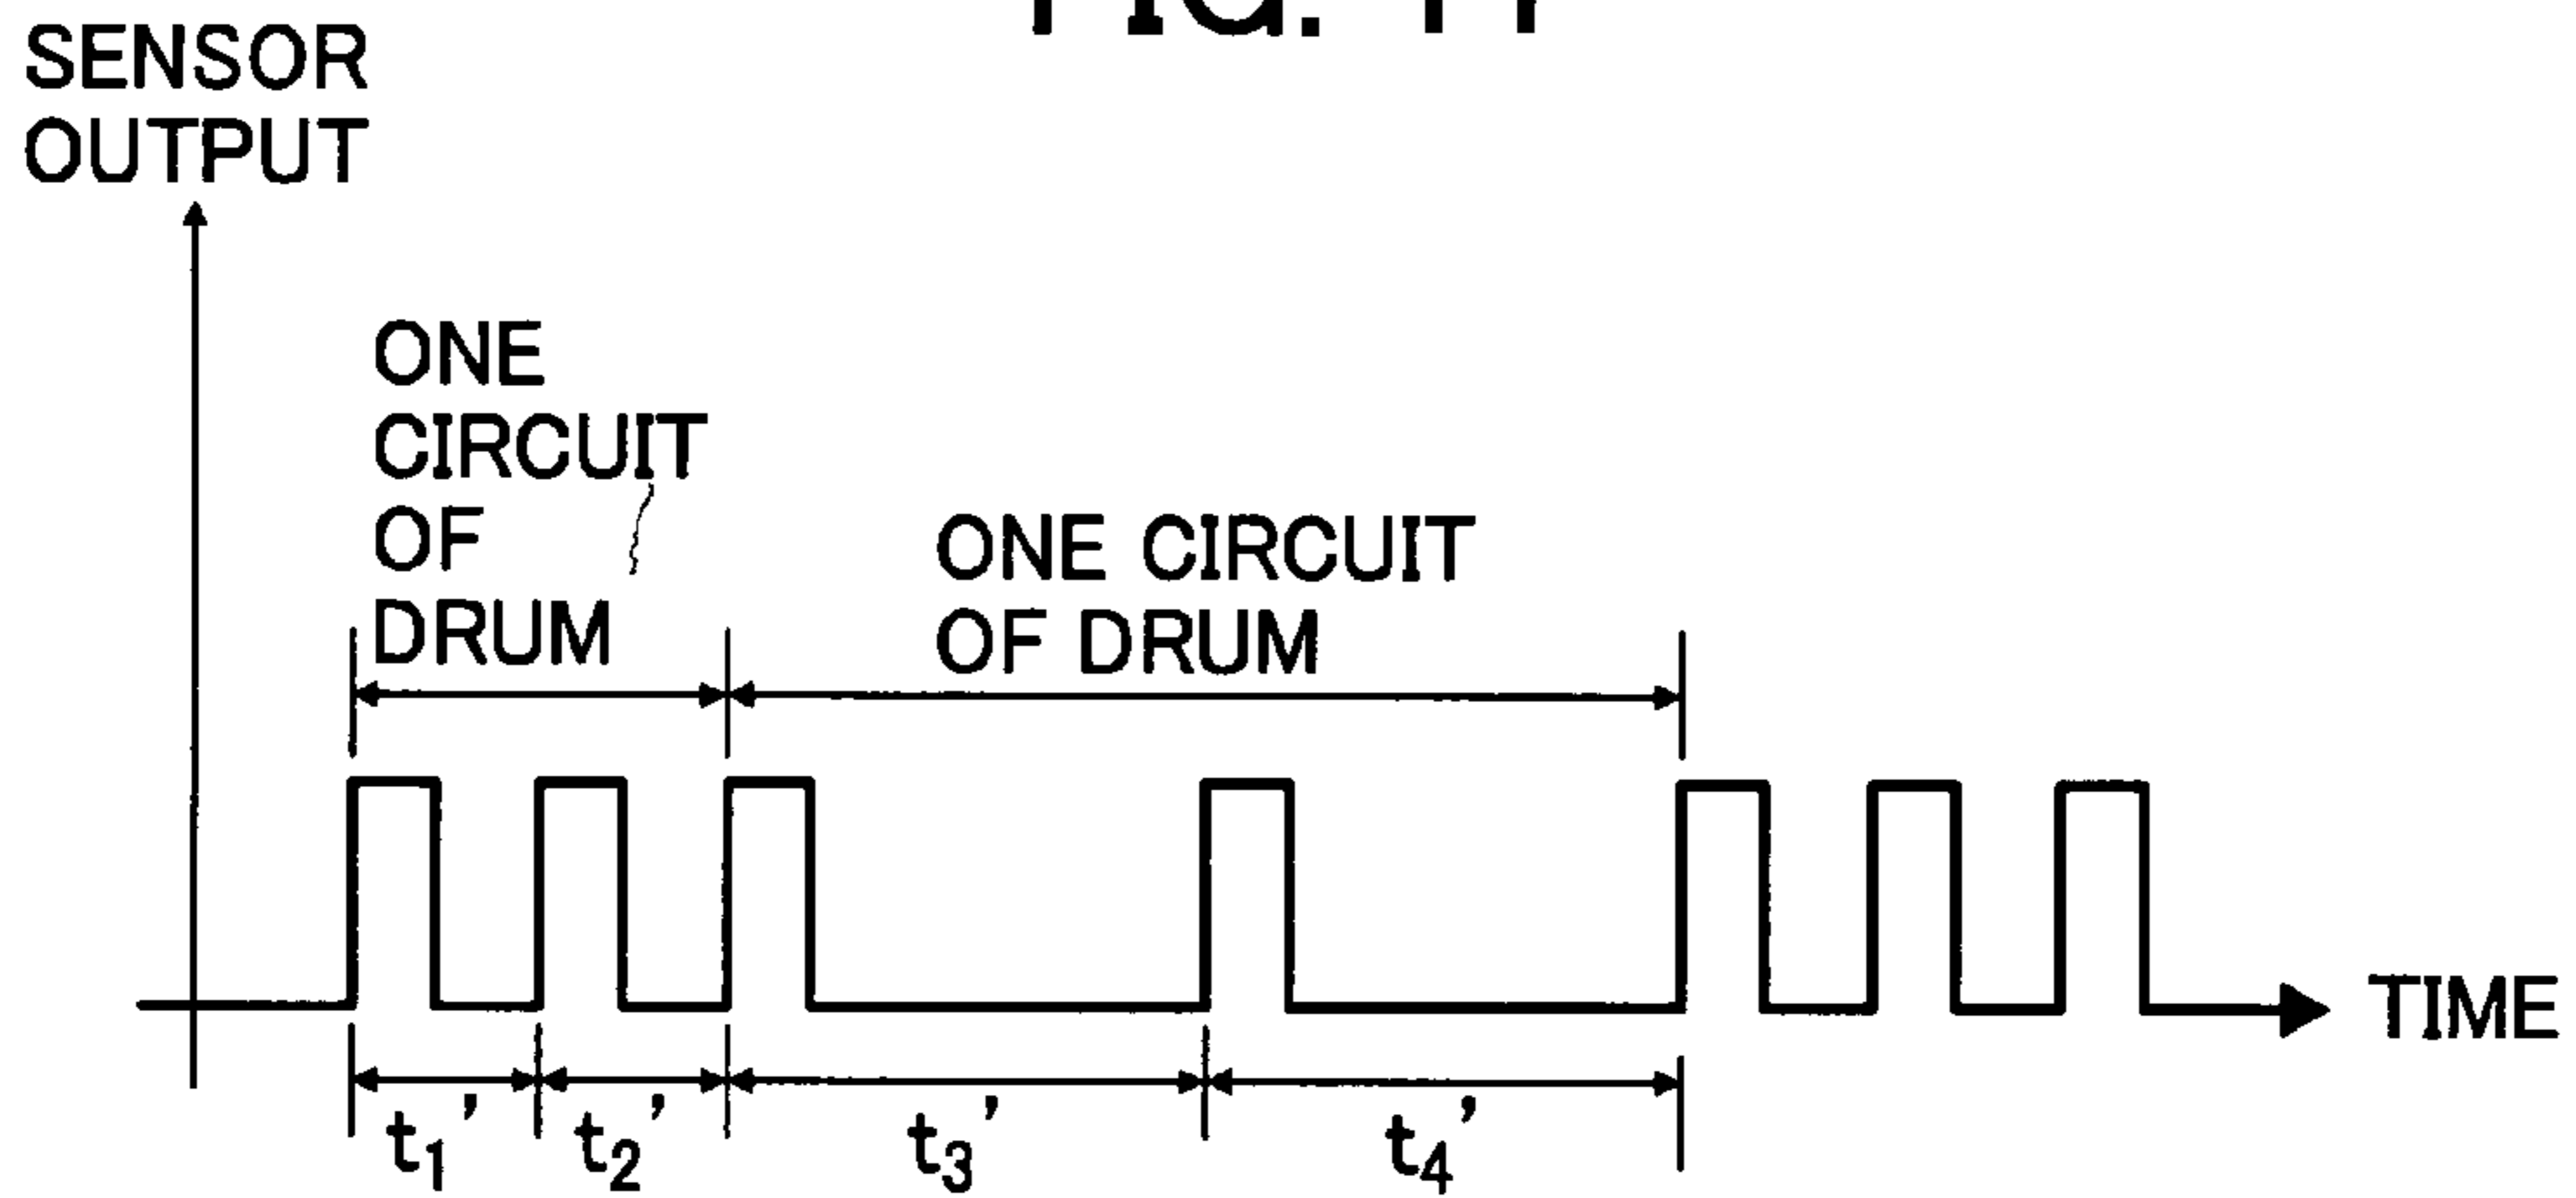 SENSOR
OUTPUT
ONE
CIRCUIT
OF
DRUM
ONE CIRCUIT
OF DRUM
TIME
t1’ t2’ t3’ t4’